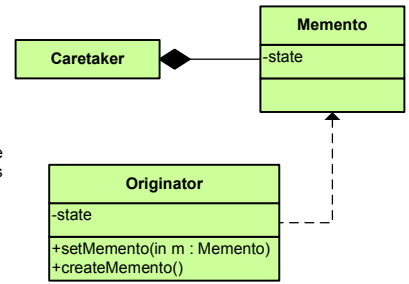 Memento
Caretaker
-state
e
s
Originator
-state
+setMemento(in m : Memento)
+createMemento()